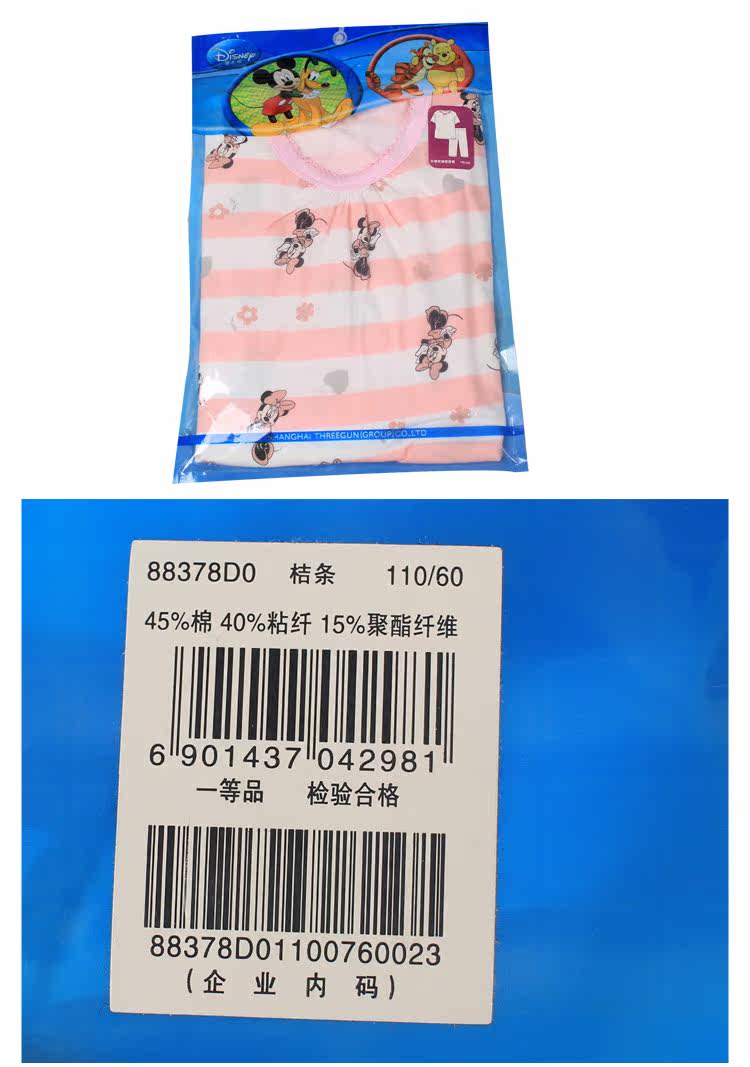 Disney
SHANGHAI THREEGUN(GROUP)CO.,LTD
88378D0 桔条 110/60
45%棉 40%粘纤 15%聚酯纤维
6 901437 042981
一等品 检验合格
88378D01100760023
(企业内码)